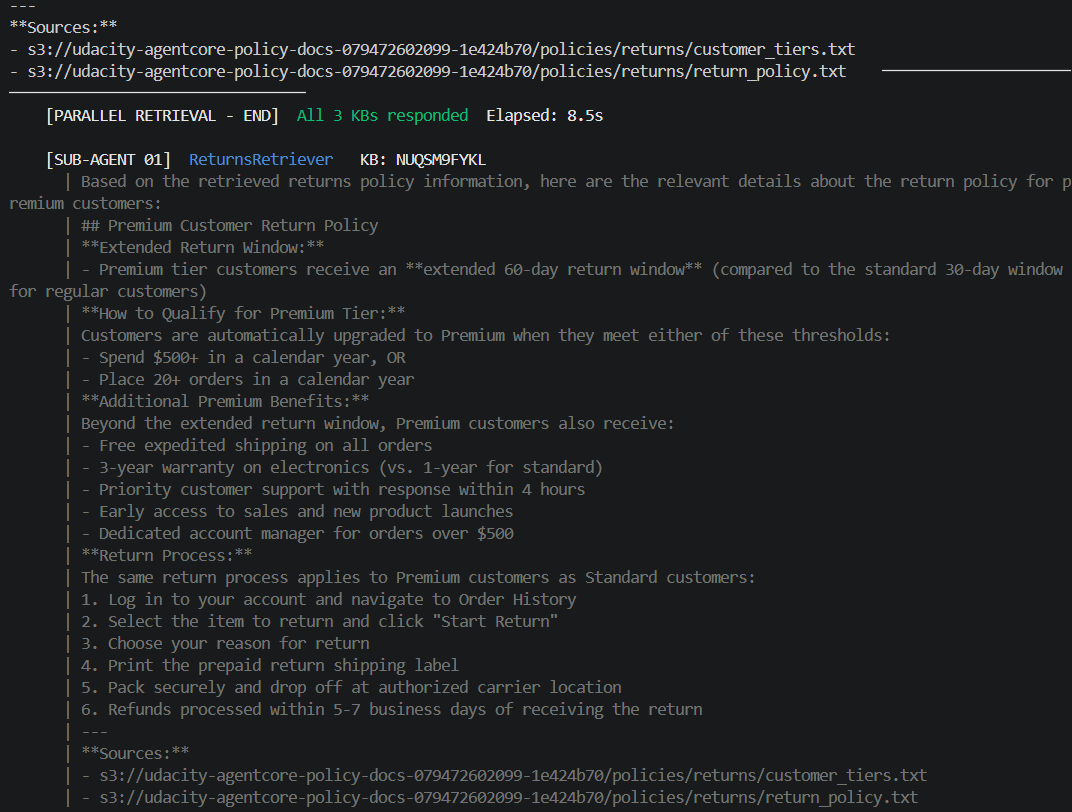 ---
**Sources:**
- s3://udacity-agentcore-policy-docs-079472602099-1e424b70/policies/returns/customer_tiers.txt
- s3://udacity-agentcore-policy-docs-079472602099-1e424b70/policies/returns/return_policy.txt
[PARALLEL RETRIEVAL - END]  All 3 KBs responded  Elapsed: 8.5s
[SUB-AGENT 01]  ReturnsRetriever   KB: NUQSM9FYKL
| Based on the retrieved returns policy information, here are the relevant details about the return policy for p
remium customers:
| ## Premium Customer Return Policy
| **Extended Return Window:**
| - Premium tier customers receive an **extended 60-day return window** (compared to the standard 30-day window
for regular customers)
| **How to Qualify for Premium Tier:**
| Customers are automatically upgraded to Premium when they meet either of these thresholds:
| - Spend $500+ in a calendar year, OR
| - Place 20+ orders in a calendar year
| **Additional Premium Benefits:**
| Beyond the extended return window, Premium customers also receive:
| - Free expedited shipping on all orders
| - 3-year warranty on electronics (vs. 1-year for standard)
| - Priority customer support with response within 4 hours
| - Early access to sales and new product launches
| - Dedicated account manager for orders over $500
| **Return Process:**
| The same return process applies to Premium customers as Standard customers:
| 1. Log in to your account and navigate to Order History
| 2. Select the item to return and click "Start Return"
| 3. Choose your reason for return
| 4. Print the prepaid return shipping label
| 5. Pack securely and drop off at authorized carrier location
| 6. Refunds processed within 5-7 business days of receiving the return
| ---
| **Sources:**
| - s3://udacity-agentcore-policy-docs-079472602099-1e424b70/policies/returns/customer_tiers.txt
| - s3://udacity-agentcore-policy-docs-079472602099-1e424b70/policies/returns/return_policy.txt